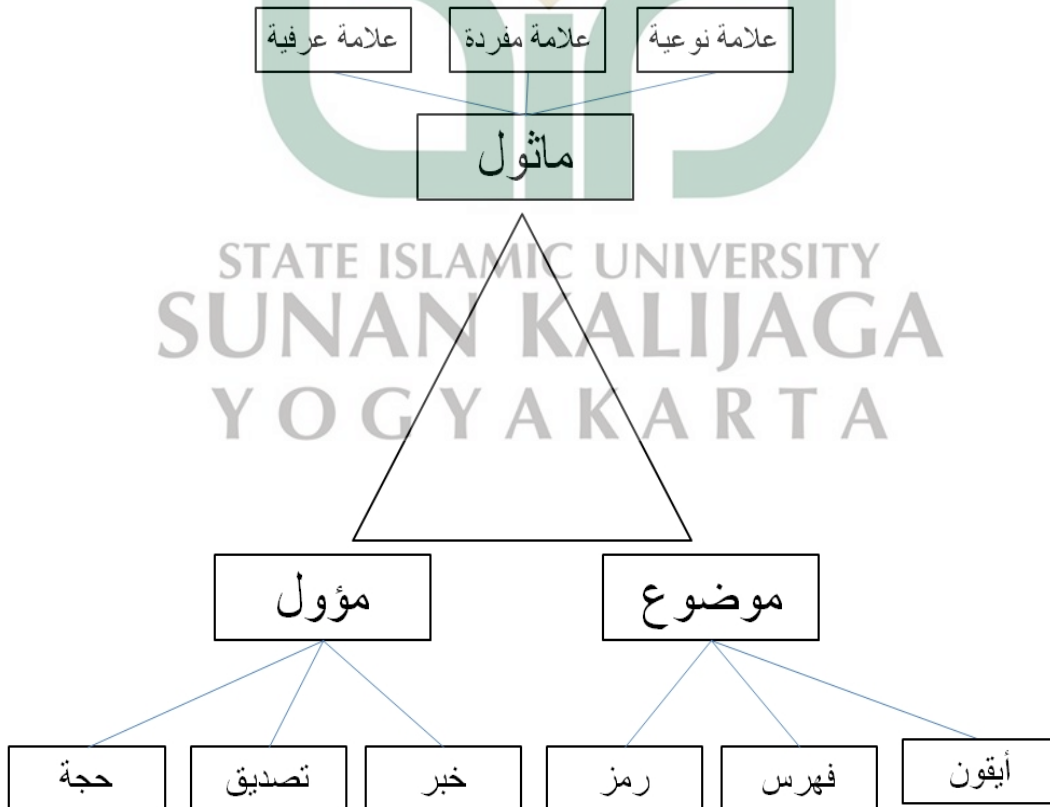 علامة نوعية
علامة مفردة
علامة عرفية
ماثول
STATE ISLAMIC UNIVERSITY
SUNAN KALIJAGA
YOGYAKARTA
موضوع
مؤول
أيقون
فهرس
رمز
خبر
تصديق
حجة